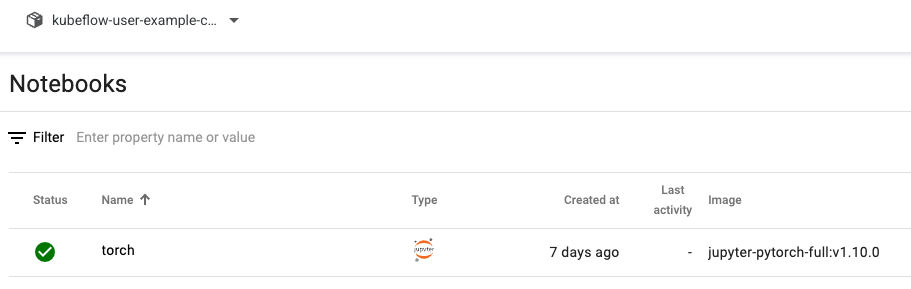 kubeflow-user-example-c...
Notebooks
Filter Enter property name or value
Status Name Type Created at Last activity Image
torch jupyter 7 days ago - jupyter-pytorch-full:v1.10.0